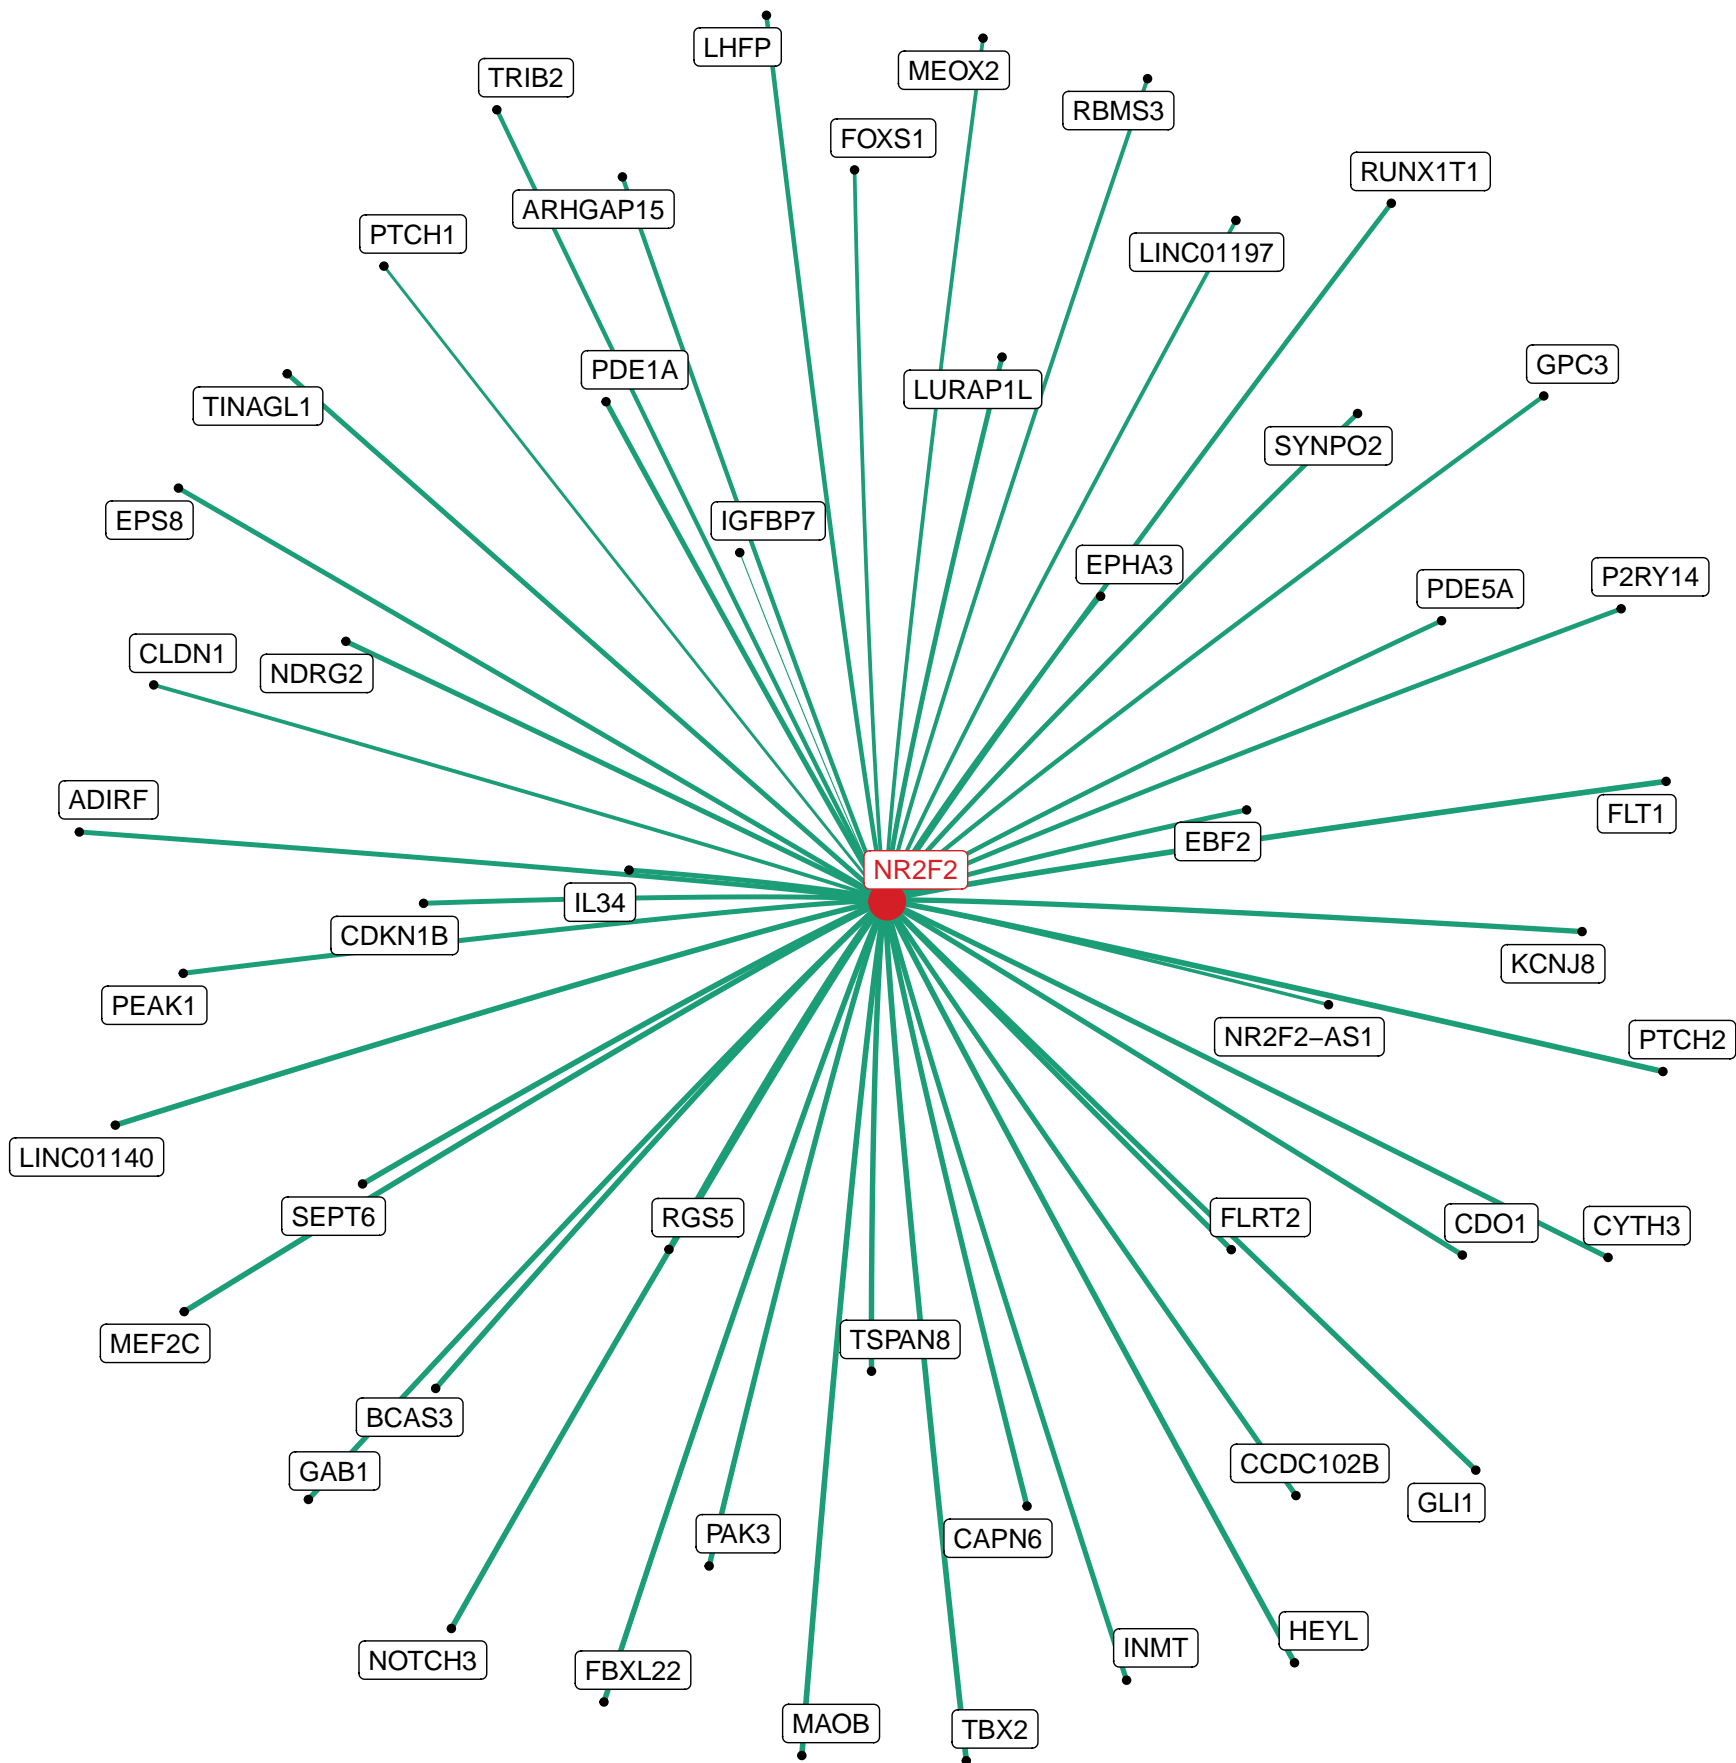 LHFP
MEOX2
TRIB2
RBMS3
FOXS1
RUNX1T1
ARHGAP15
PTCH1
LINC01197
PDE1A
GPC3
LURAP1L
TINAGL1
SYNPO2
EPS8
IGFBP7
EPHA3
P2RY14
PDE5A
CLDN1
NDRG2
ADIRF
FLT1
EBF2
NR2F2
IL34
CDKN1B
KCNJ8
PEAK1
NR2F2–AS1
PTCH2
LINC01140
SEPT6
RGS5
FLRT2
CDO1
CYTH3
MEF2C
TSPAN8
BCAS3
CCDC102B
GAB1
GLI1
PAK3
CAPN6
HEYL
INMT
NOTCH3
FBXL22
MAOB
TBX2